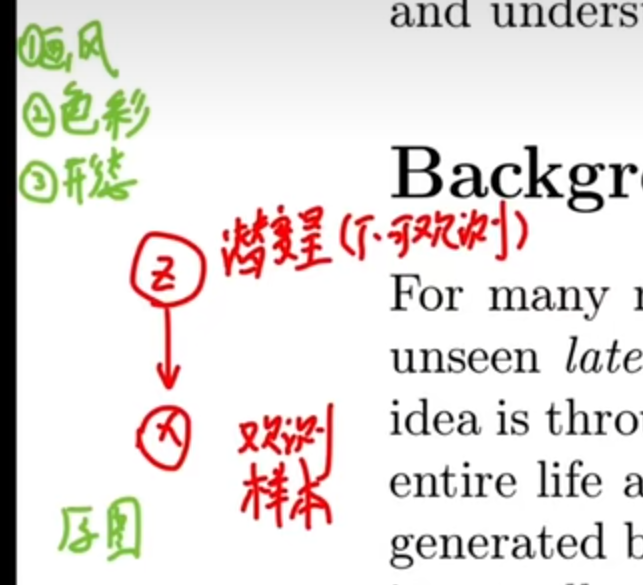 and unders
①画风
②色彩
③形态
Backgr
潜变量(不可观测)
z
For many
unseen late
idea is thro
x
观测
样本
entire life a
原图
generated b